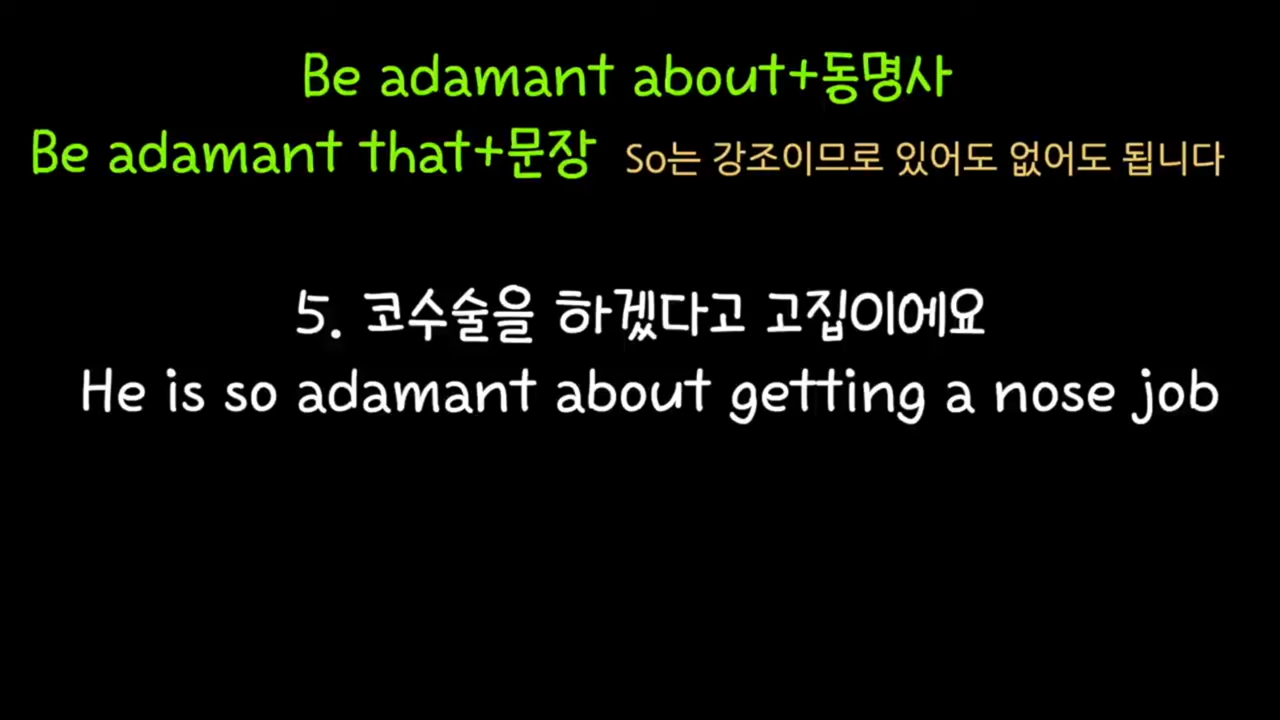 Be adamant about+동명사
Be adamant that+문장 So는 강조이므로 있어도 없어도 됩니다
5. 코수술을 하겠다고 고집이에요
He is so adamant about getting a nose job